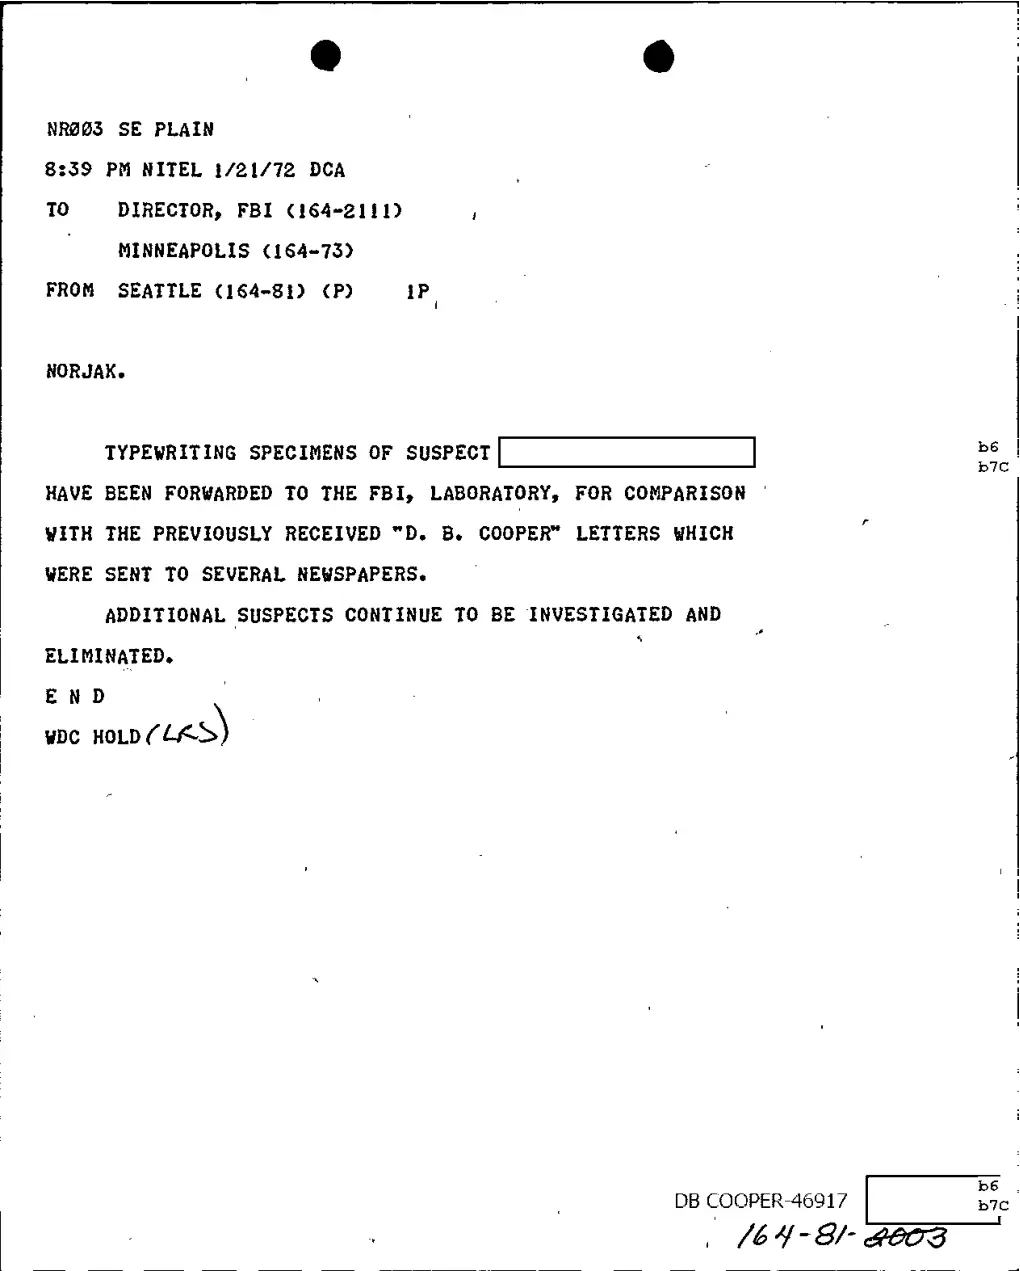 NR003 SE PLAIN
8:39 PM NITEL 1/21/72 DCA
TO DIRECTOR, FBI (164-2111)
MINNEAPOLIS (164-73)
FROM SEATTLE (164-81) (P) 1P
NORJAK.
TYPEWRITING SPECIMENS OF SUSPECT
b6
b7C
HAVE BEEN FORWARDED TO THE FBI, LABORATORY, FOR COMPARISON
WITH THE PREVIOUSLY RECEIVED "D. B. COOPER" LETTERS WHICH
WERE SENT TO SEVERAL NEWSPAPERS.
ADDITIONAL SUSPECTS CONTINUE TO BE INVESTIGATED AND
ELIMINATED.
E N D
WDC HOLD (LRS)
DB COOPER-46917
b6
b7C
164-81-2003